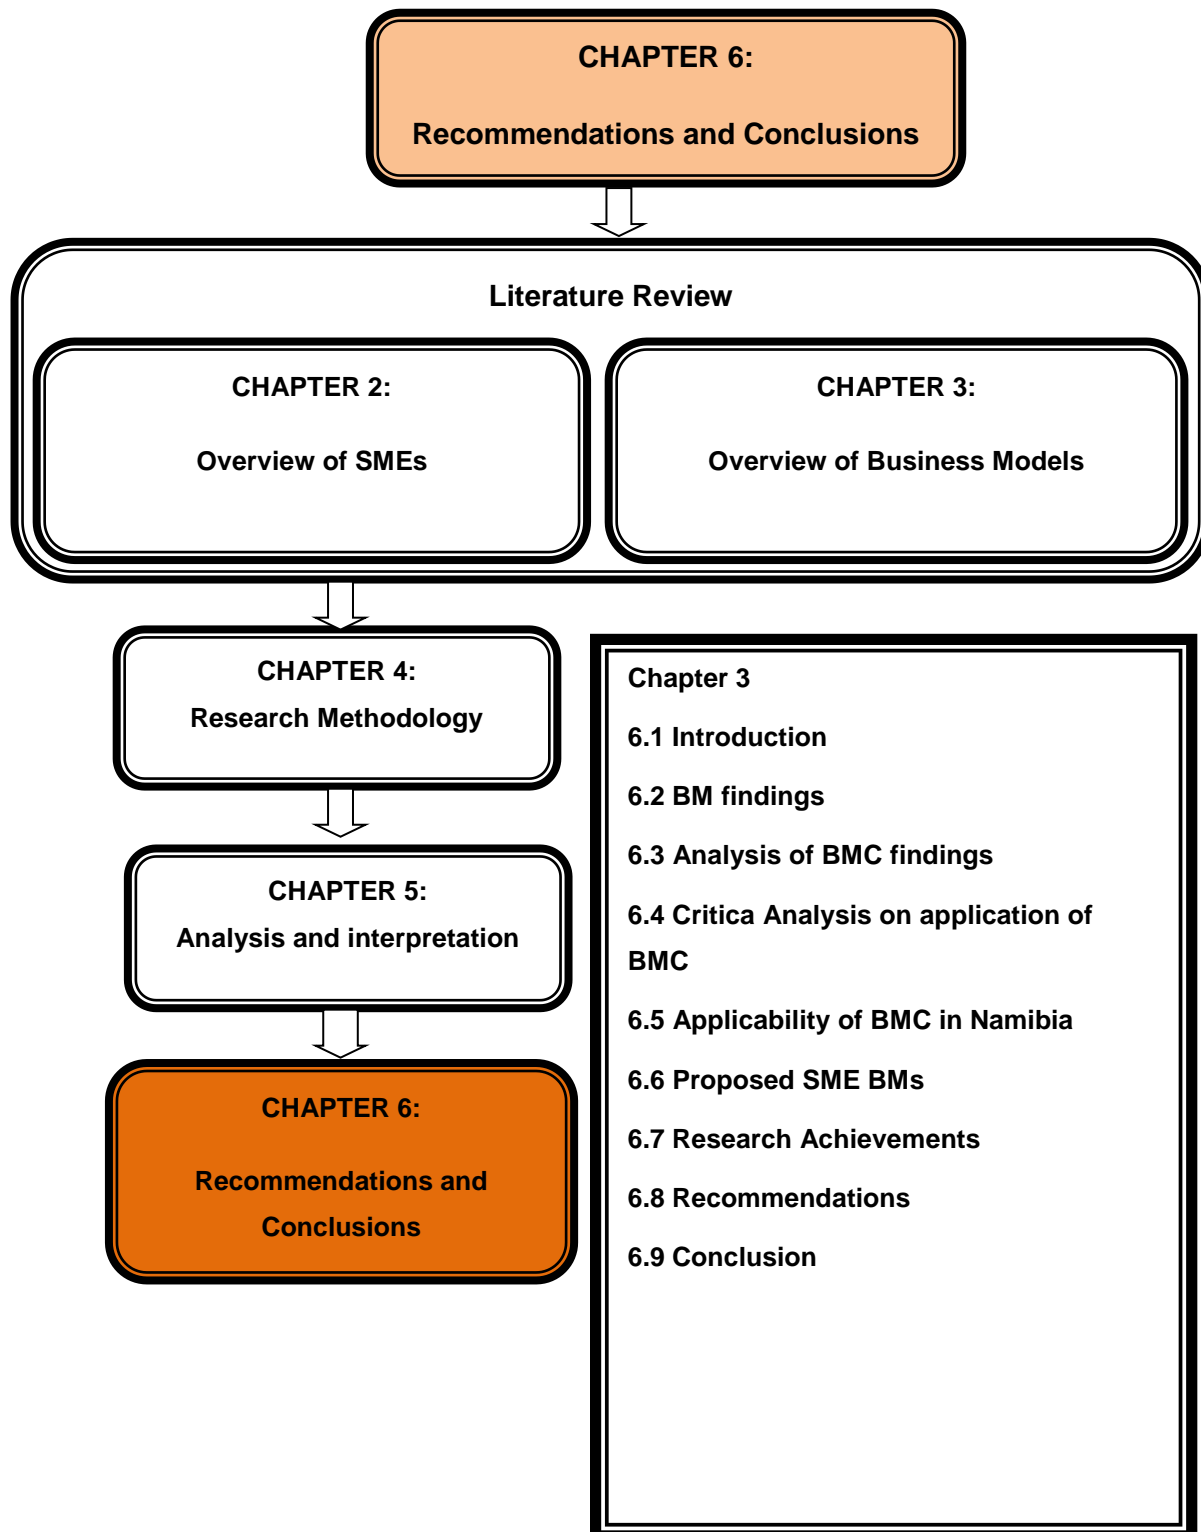 CHAPTER 6:
Recommendations and Conclusions
Literature Review
CHAPTER 2:
Overview of SMEs
CHAPTER 3:
Overview of Business Models
CHAPTER 4:
Research Methodology
CHAPTER 5:
Analysis and interpretation
CHAPTER 6:
Recommendations and
Conclusions
Chapter 3
6.1 Introduction
6.2 BM findings
6.3 Analysis of BMC findings
6.4 Critica Analysis on application of
BMC
6.5 Applicability of BMC in Namibia
6.6 Proposed SME BMs
6.7 Research Achievements
6.8 Recommendations
6.9 Conclusion